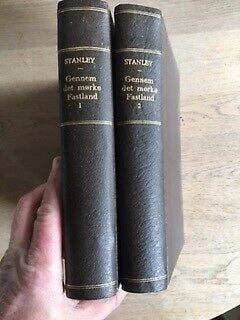 STANLEY
Gennem
det mørke
Fastland
1
STANLEY
Gennem
det mørke
Fastland
2